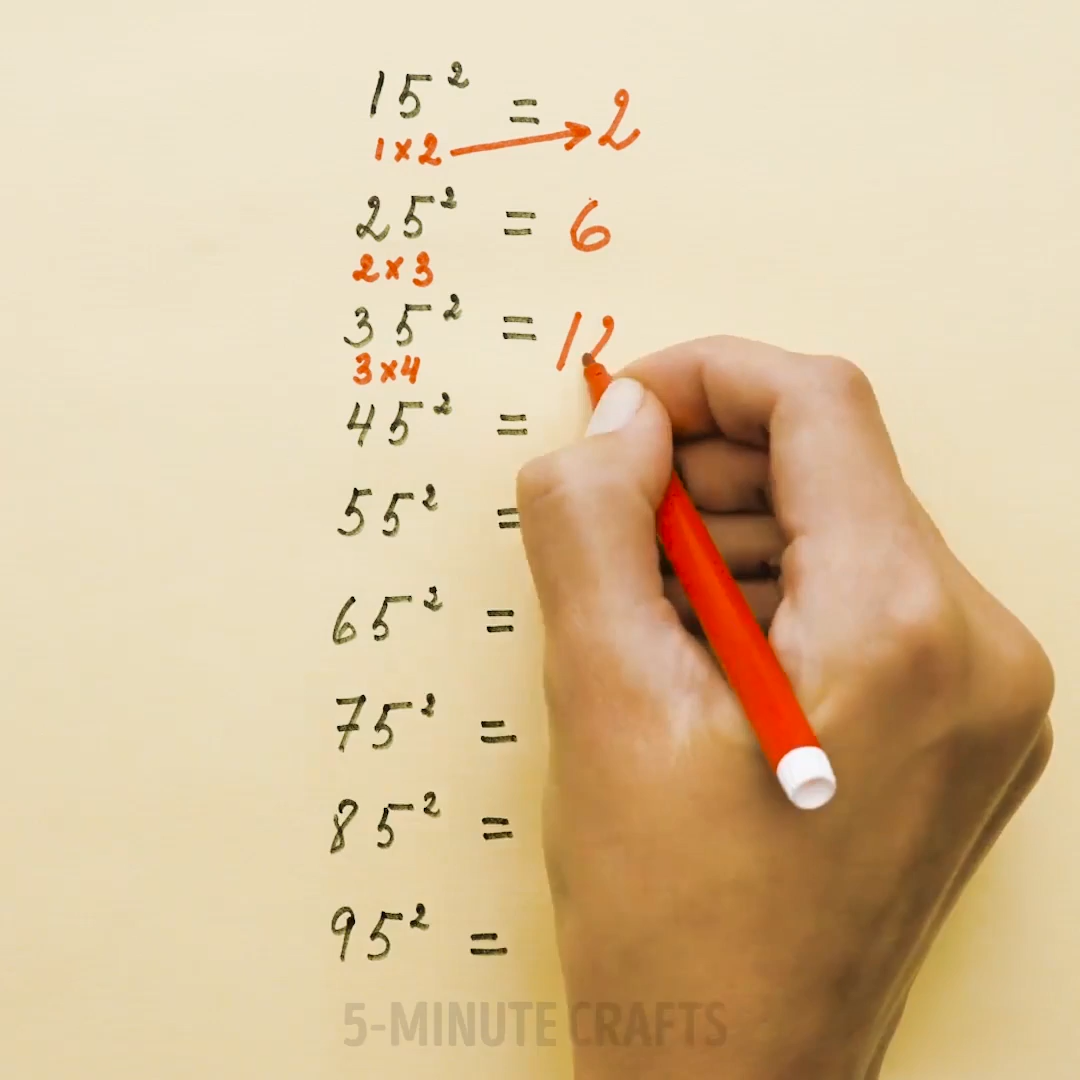 15² = 2
1×2
25² = 6
2×3
35² = 12
3×4
45² =
55² =
65² =
75² =
85² =
95² =
5-MINUTE CRAFTS